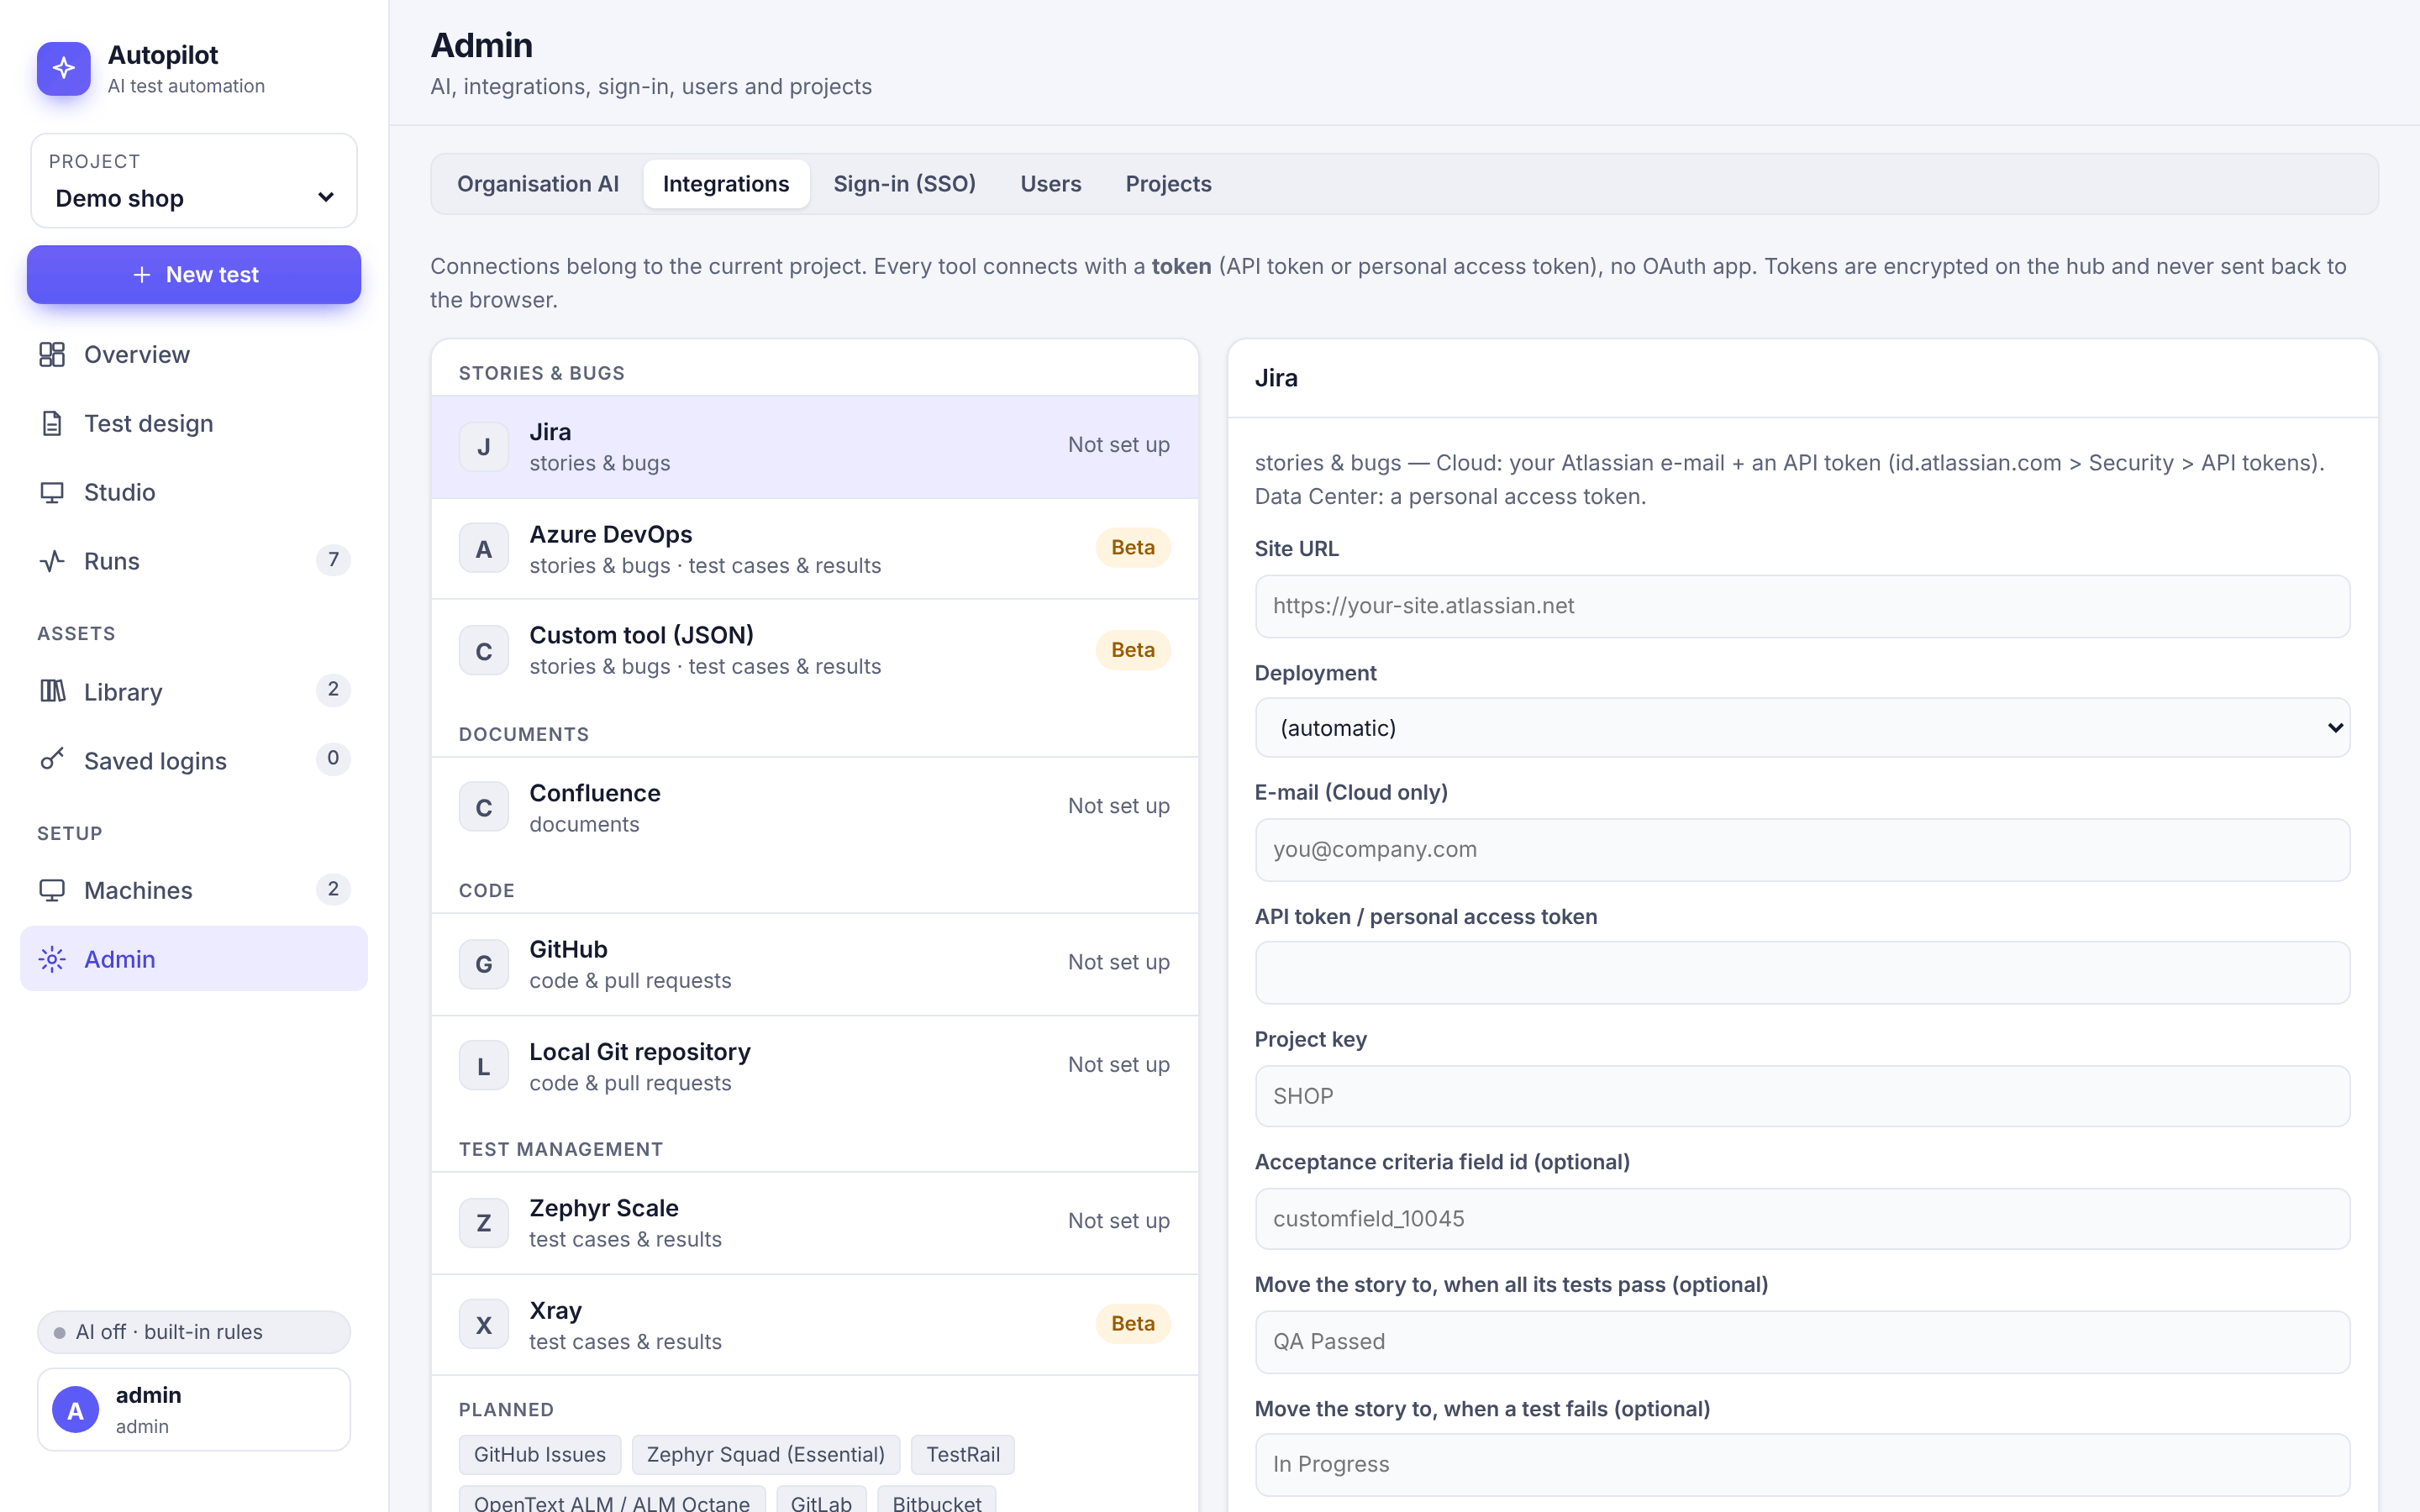 Autopilot
AI test automation
PROJECT
Demo shop
New test
Overview
Test design
Studio
Runs 7
ASSETS
Library 2
Saved logins 0
SETUP
Machines 2
Admin
AI off · built-in rules
A
admin
admin
Admin
AI, integrations, sign-in, users and projects
Organisation AI Integrations Sign-in (SSO) Users Projects
Connections belong to the current project. Every tool connects with a token (API token or personal access token), no OAuth app. Tokens are encrypted on the hub and never sent back to
the browser.
STORIES & BUGS
J Jira Not set up
stories & bugs
A Azure DevOps Beta
stories & bugs · test cases & results
C Custom tool (JSON) Beta
stories & bugs · test cases & results
DOCUMENTS
C Confluence Not set up
documents
CODE
G GitHub Not set up
code & pull requests
L Local Git repository Not set up
code & pull requests
TEST MANAGEMENT
Z Zephyr Scale Not set up
test cases & results
X Xray Beta
test cases & results
PLANNED
GitHub Issues Zephyr Squad (Essential) TestRail
OpenText ALM / ALM Octane GitLab Bitbucket
Jira
stories & bugs — Cloud: your Atlassian e-mail + an API token (id.atlassian.com > Security > API tokens).
Data Center: a personal access token.
Site URL
https://your-site.atlassian.net
Deployment
(automatic)
E-mail (Cloud only)
you@company.com
API token / personal access token
Project key
SHOP
Acceptance criteria field id (optional)
customfield_10045
Move the story to, when all its tests pass (optional)
QA Passed
Move the story to, when a test fails (optional)
In Progress